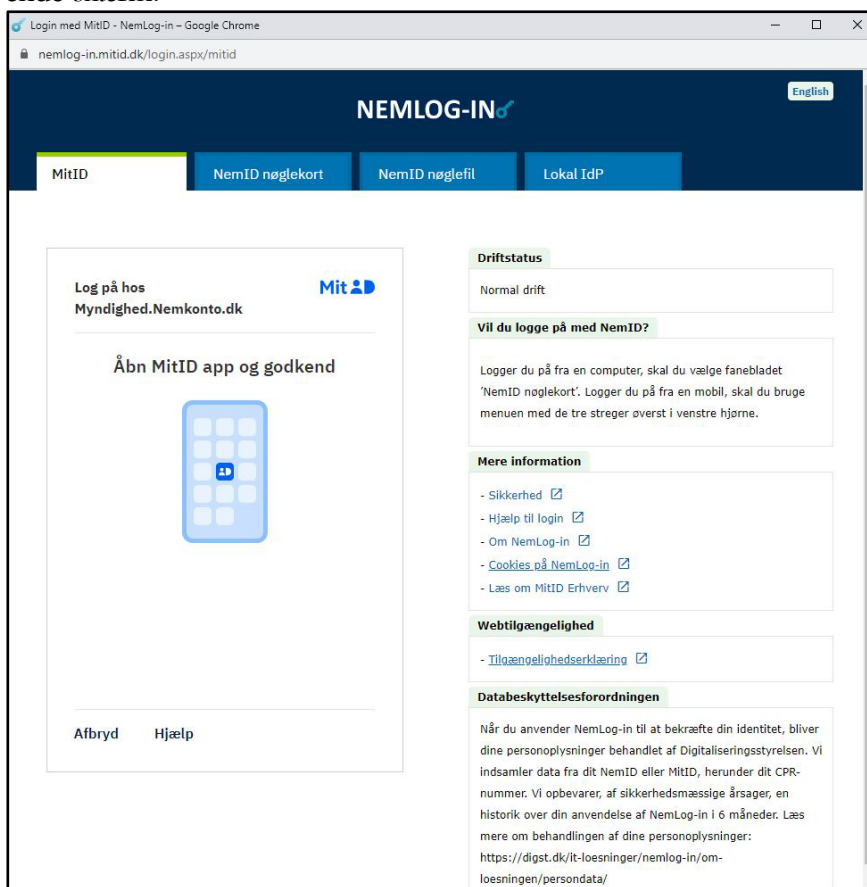 Login med MitID - NemLog-in – Google Chrome
nemlog-in.mitid.dk/login.aspx/mitid
English
NEMLOG-IN
MitID
NemID nøglekort
NemID nøglefil
Lokal IdP
Log på hos
Myndighed.Nemkonto.dk
Mit
Åbn MitID app og godkend
Afbryd
Hjælp
Driftstatus
Normal drift
Vil du logge på med NemID?
Logger du på fra en computer, skal du vælge fanebladet
'NemID nøglekort'. Logger du på fra en mobil, skal du bruge
menuen med de tre streger øverst i venstre hjørne.
Mere information
- Sikkerhed
- Hjælp til login
- Om NemLog-in
- Cookies på NemLog-in
- Læs om MitID Erhverv
Webtilgængelighed
- Tilgængelighedserklæring
Databeskyttelsesforordningen
Når du anvender NemLog-in til at bekræfte din identitet, bliver
dine personoplysninger behandlet af Digitaliseringsstyrelsen. Vi
indsamler data fra dit NemID eller MitID, herunder dit CPR-
nummer. Vi opbevarer, af sikkerhedsmæssige årsager, en
historik over din anvendelse af NemLog-in i 6 måneder. Læs
mere om behandlingen af dine personoplysninger:
https://digst.dk/it-loesninger/nemlog-in/om-
loesningen/persondata/